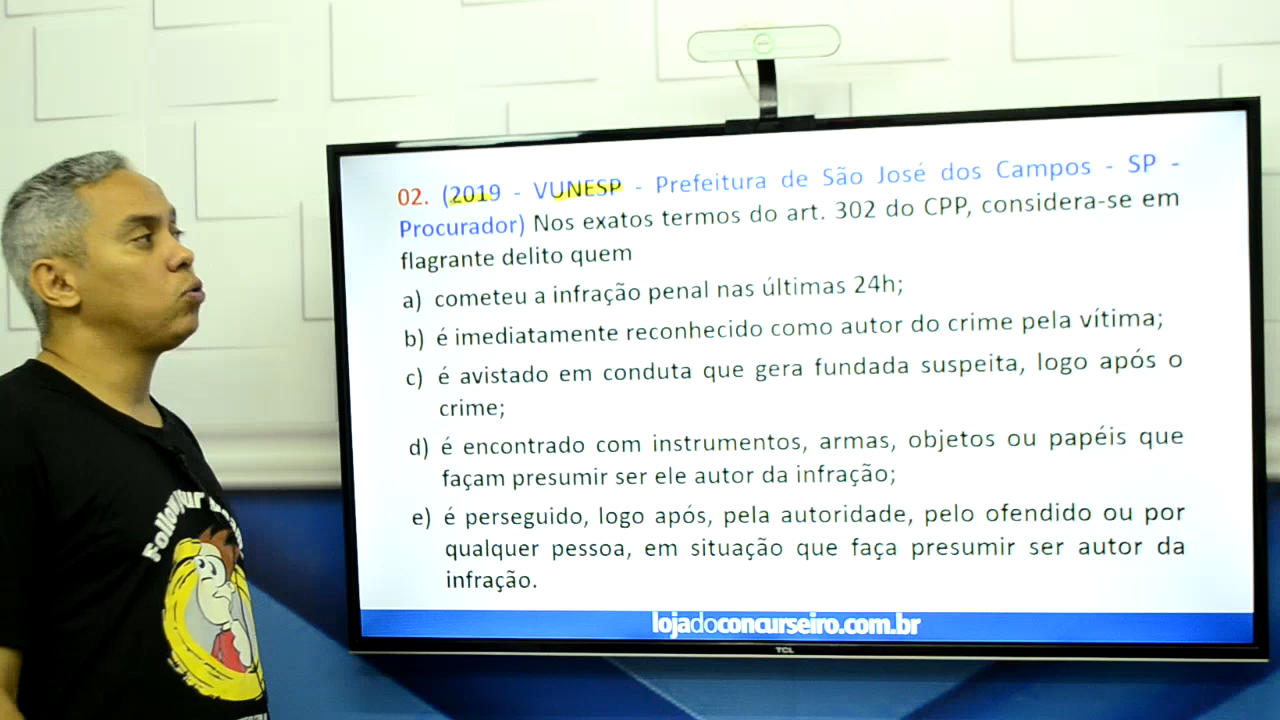 02. (2019 - VUNESP - Prefeitura de São José dos Campos - SP -
Procurador) Nos exatos termos do art. 302 do CPP, considera-se em
flagrante delito quem
a) cometeu a infração penal nas últimas 24h;
b) é imediatamente reconhecido como autor do crime pela vítima;
c) é avistado em conduta que gera fundada suspeita, logo após o
crime;
d) é encontrado com instrumentos, armas, objetos ou papéis que
façam presumir ser ele autor da infração;
e) é perseguido, logo após, pela autoridade, pelo ofendido ou por
qualquer pessoa, em situação que faça presumir ser autor da
infração.
lojadoconcurseiro.com.br
TCL